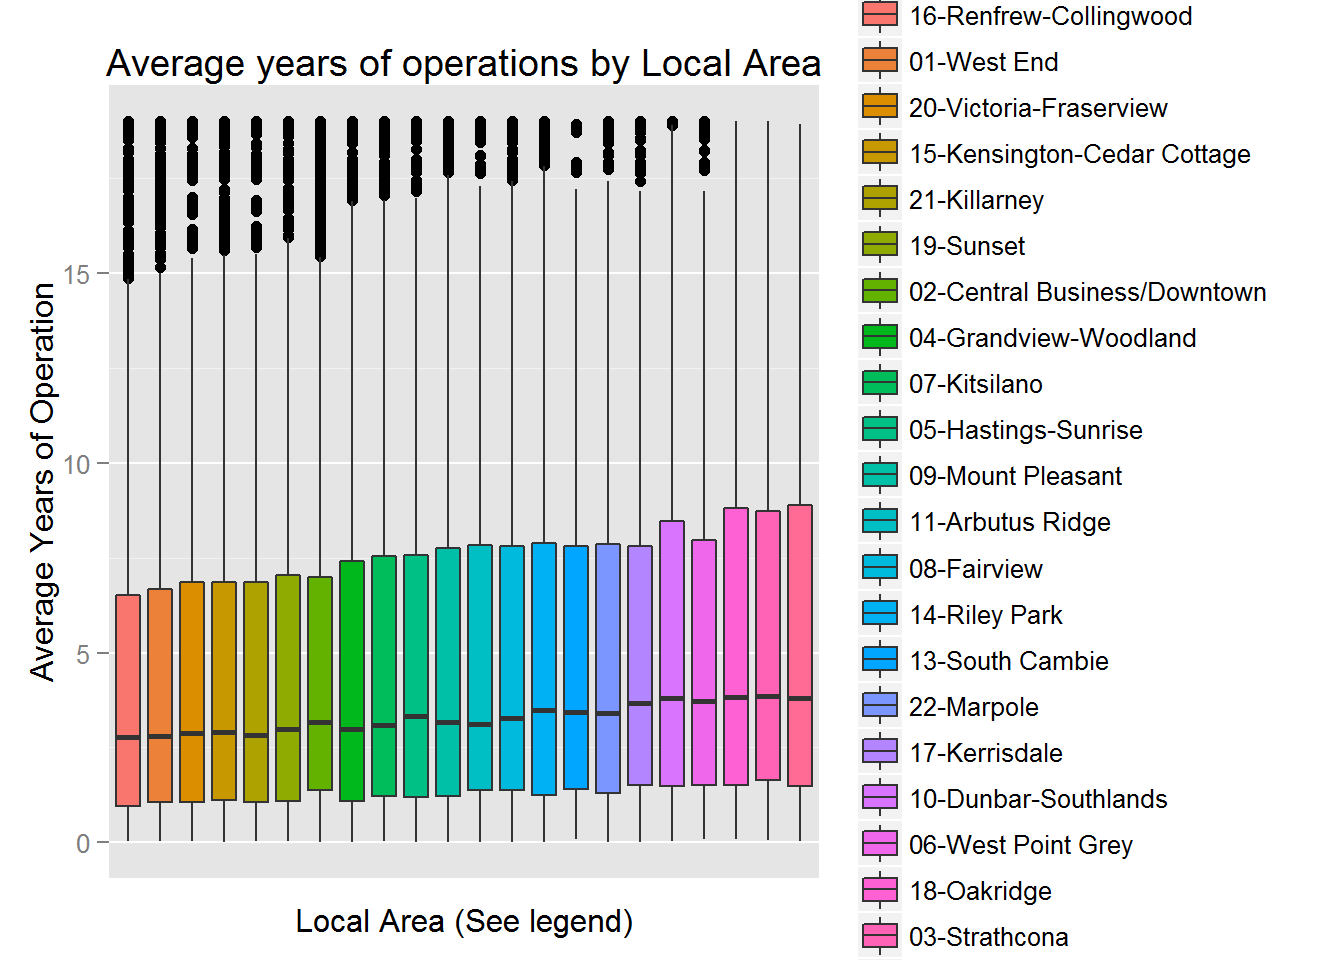 Average years of operations by Local Area
Average Years of Operation
15
10
5
0
Local Area (See legend)
16-Renfrew-Collingwood
01-West End
20-Victoria-Fraserview
15-Kensington-Cedar Cottage
21-Killarney
19-Sunset
02-Central Business/Downtown
04-Grandview-Woodland
07-Kitsilano
05-Hastings-Sunrise
09-Mount Pleasant
11-Arbutus Ridge
08-Fairview
14-Riley Park
13-South Cambie
22-Marpole
17-Kerrisdale
10-Dunbar-Southlands
06-West Point Grey
18-Oakridge
03-Strathcona